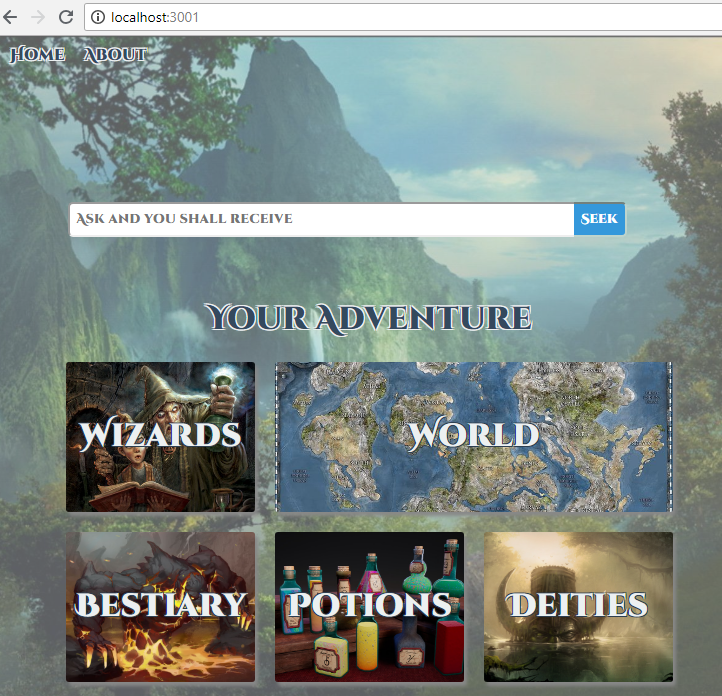 localhost:3001
Home About
Ask and you shall receive Seek
Your Adventure
Wizards World
Bestiary Potions Deities